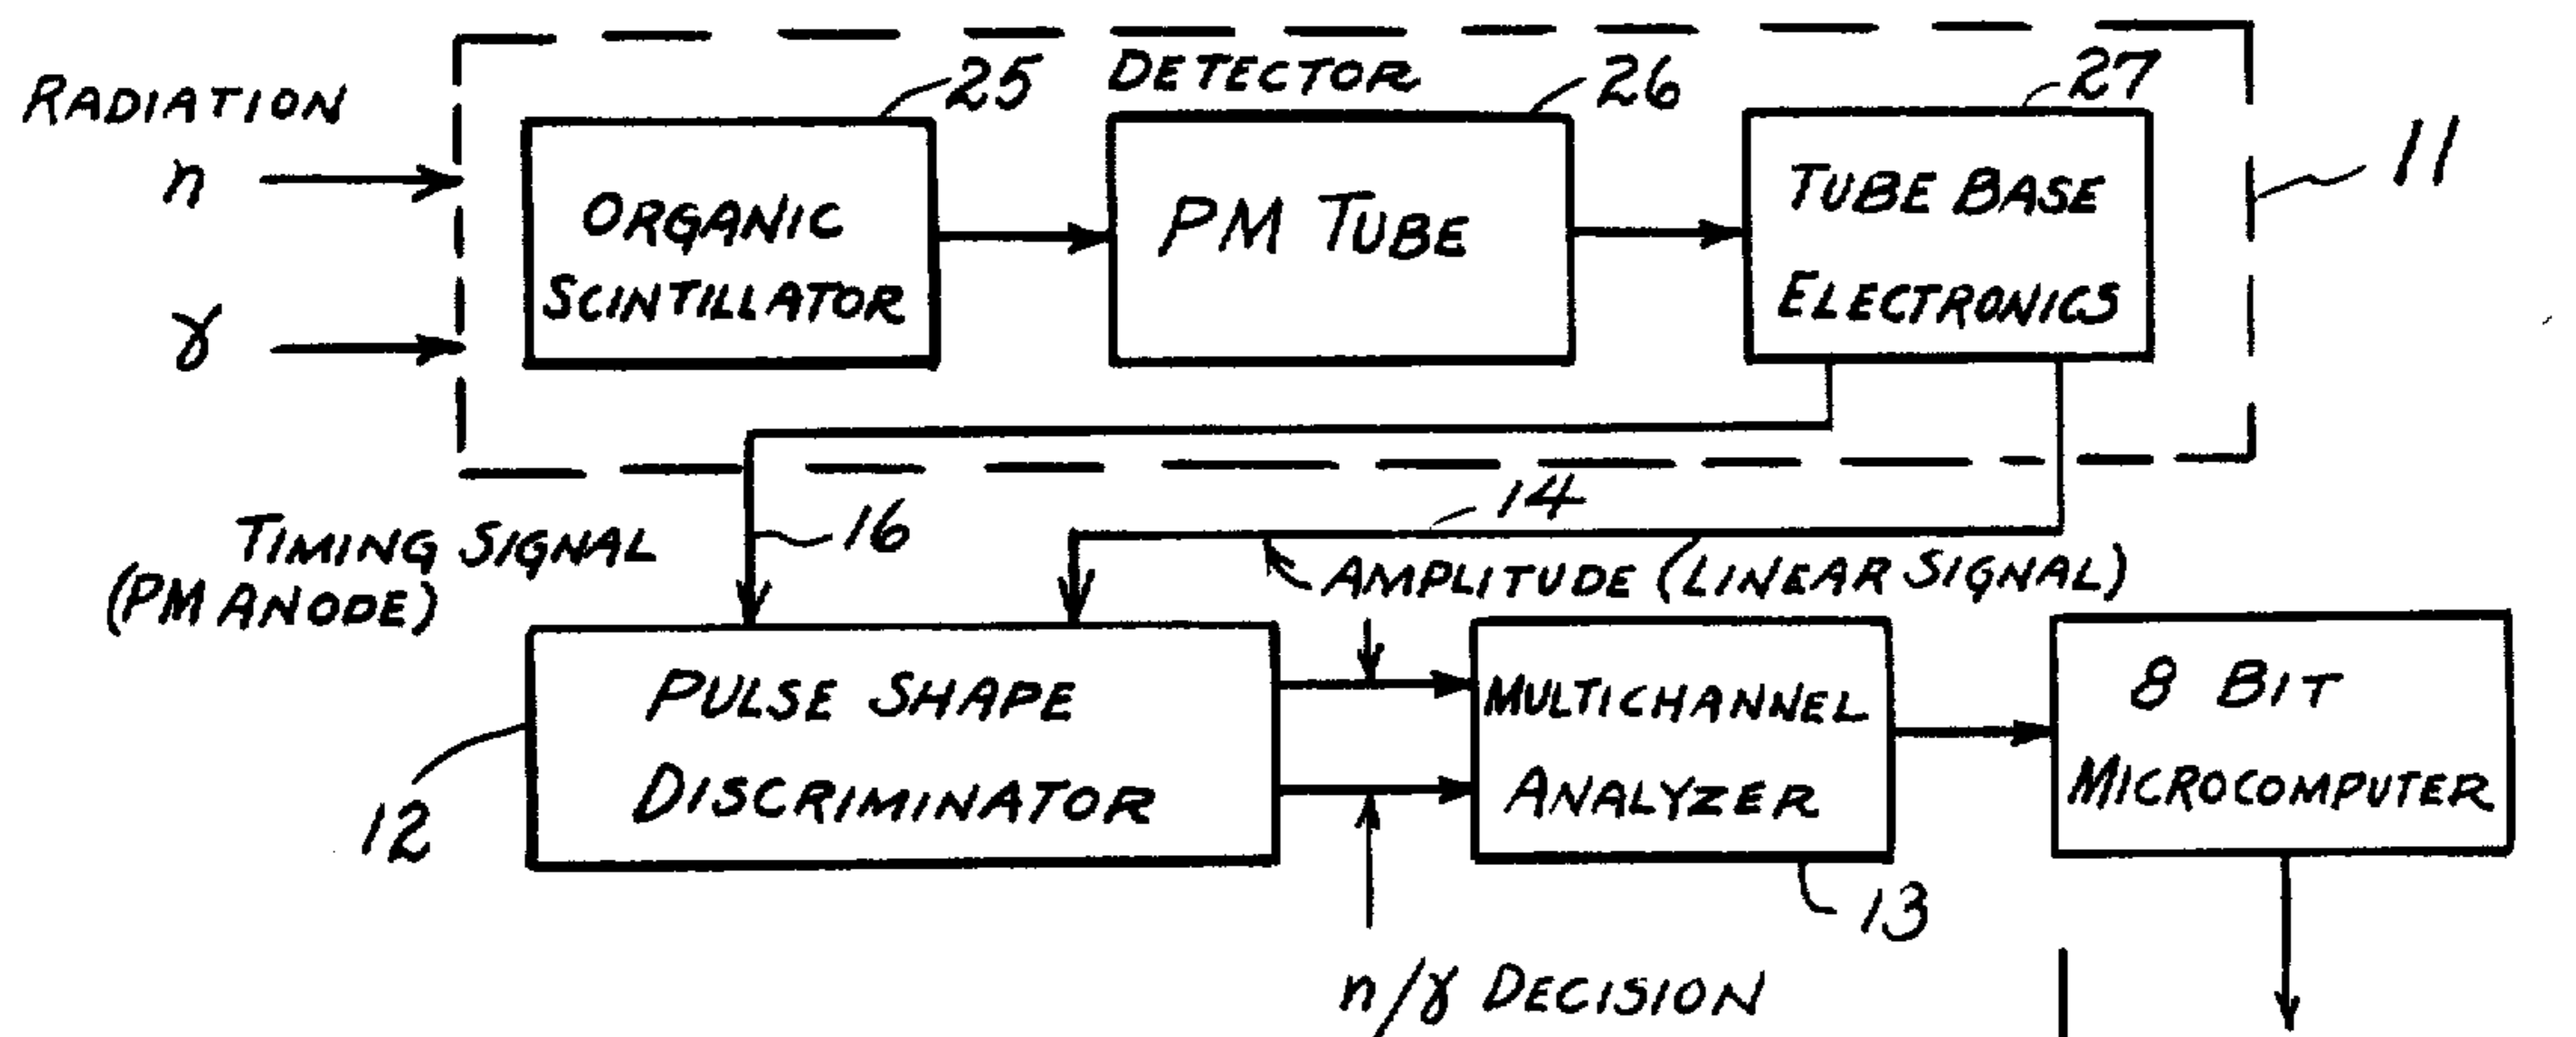 RADIATION
n
γ
DETECTOR
25
26
27
11
ORGANIC
SCINTILLATOR
PM TUBE
TUBE BASE
ELECTRONICS
TIMING SIGNAL
(PM ANODE)
16
14
AMPLITUDE (LINEAR SIGNAL)
PULSE SHAPE
DISCRIMINATOR
12
MULTICHANNEL
ANALYZER
13
8 BIT
MICROCOMPUTER
n/γ DECISION